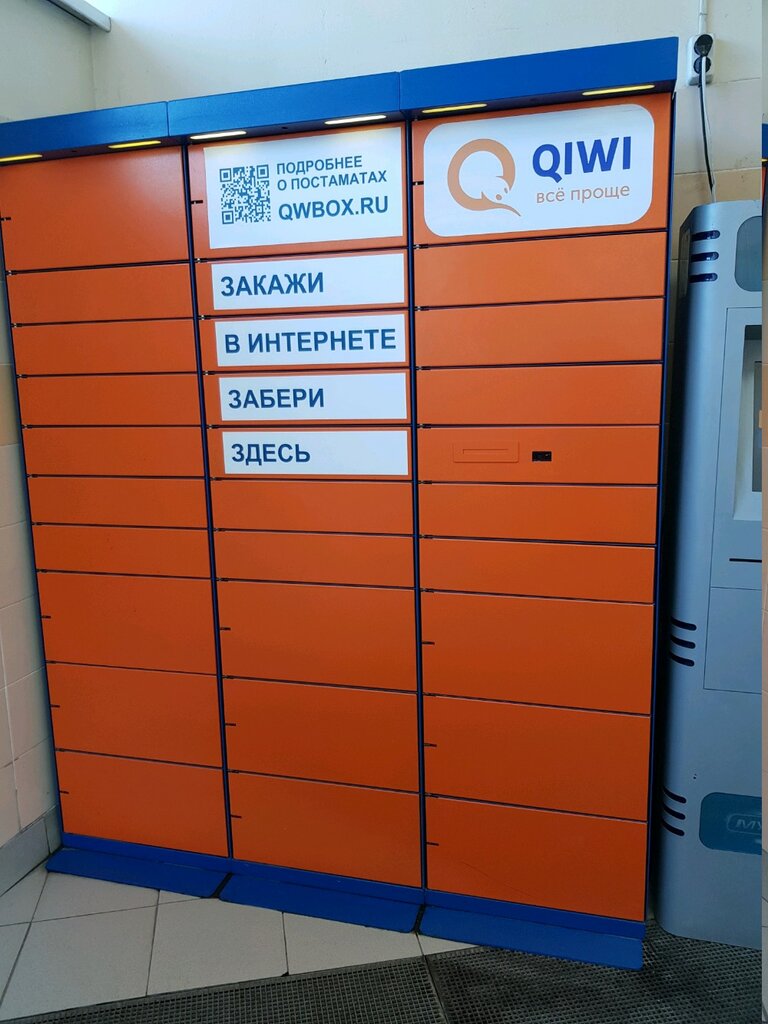 ПОДРОБНЕЕ
О ПОСТАМАТАХ
QWBOX.RU
QIWI
всё проще
ЗАКАЖИ
В ИНТЕРНЕТЕ
ЗАБЕРИ
ЗДЕСЬ